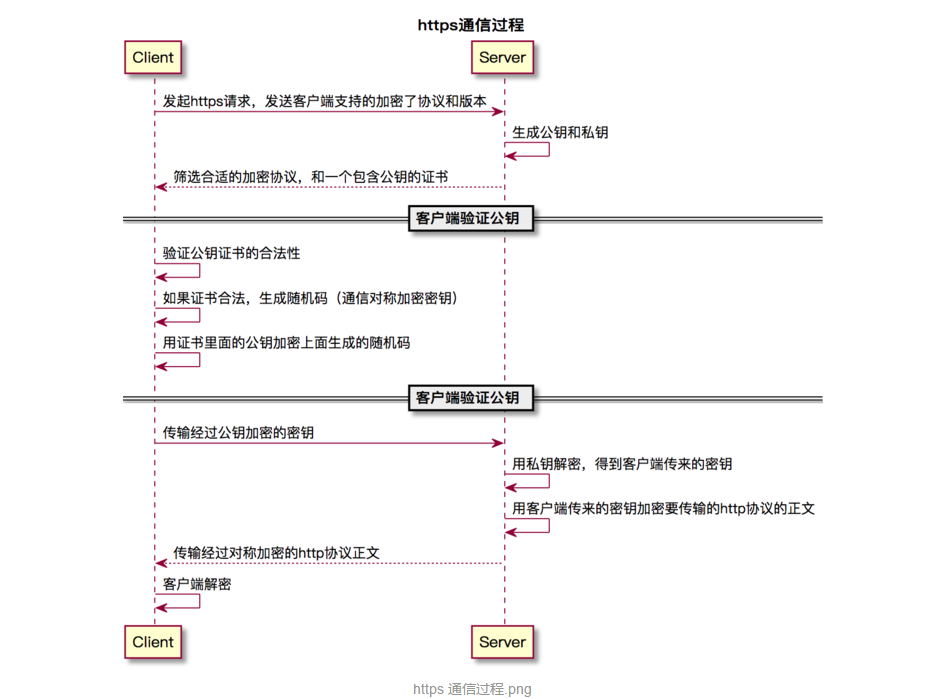 https通信过程
Client
Server
发起https请求，发送客户端支持的加密了协议和版本
生成公钥和私钥
筛选合适的加密协议，和一个包含公钥的证书
客户端验证公钥
验证公钥证书的合法性
如果证书合法，生成随机码（通信对称加密密钥）
用证书里面的公钥加密上面生成的随机码
客户端验证公钥
传输经过公钥加密的密钥
用私钥解密，得到客户端传来的密钥
用客户端传来的密钥加密要传输的http协议的正文
传输经过对称加密的http协议正文
客户端解密
Client
Server
https 通信过程.png